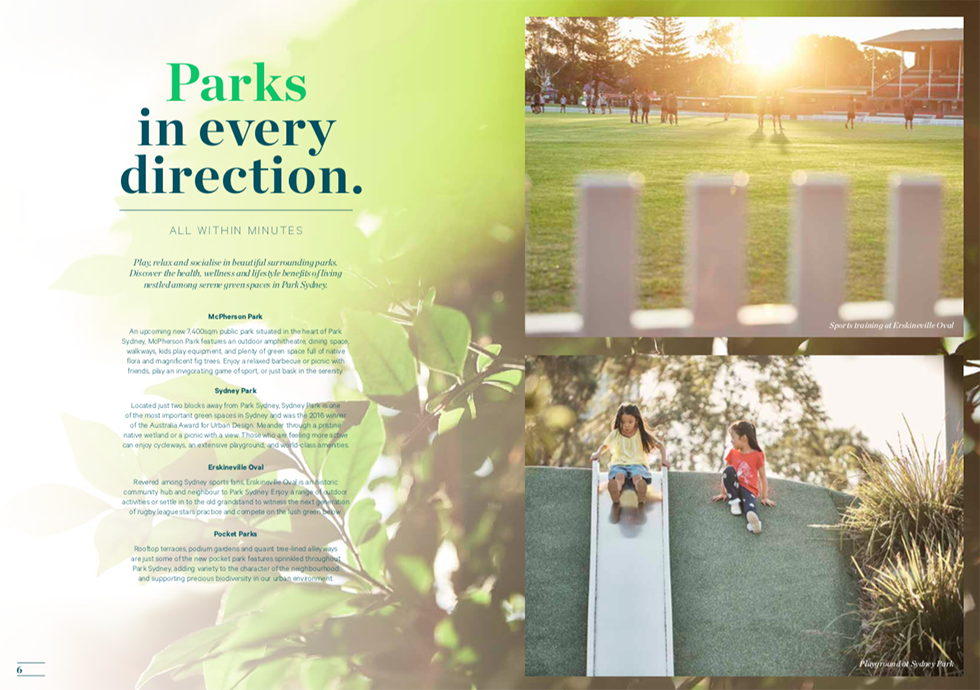 Parks
in every
direction.
ALL WITHIN MINUTES
Play, relax and socialise in beautiful surrounding parks.
Discover the health, wellness and lifestyle benefits of living
nestled among serene green spaces in Park Sydney.
McPherson Park
An upcoming new 7,400sqm public park situated in the heart of Park
Sydney, McPherson Park features an outdoor amphitheatre, dining space,
walkways, kids play equipment, and plenty of green space full of native
flora and magnificent fig trees. Enjoy a relaxed barbecue or picnic with
friends, play an invigorating game of sport, or just bask in the serenity.
Sydney Park
Located just two blocks away from Park Sydney, Sydney Park is one
of the most important green spaces in Sydney and was the 2016 winner
of the Australia Award for Urban Design. Meander through a pristine
native wetland or a picnic with a view. Those who are feeling more active
can enjoy cycleways, an extensive playground, and world-class amenities.
Erskineville Oval
Revered among Sydney sports fans, Erskineville Oval is an historic
community hub and neighbour to Park Sydney. Enjoy a range of outdoor
activities or settle in to the old grandstand to witness the next generation
of rugby league stars practice and compete on the lush green below.
Pocket Parks
Rooftop terraces, podium gardens and quaint tree-lined alleyways
are just some of the new pocket park features sprinkled throughout
Park Sydney, adding variety to the character of the neighbourhood
and supporting precious biodiversity in our urban environment.
6
Sports training at Erskineville Oval
Playground at Sydney Park